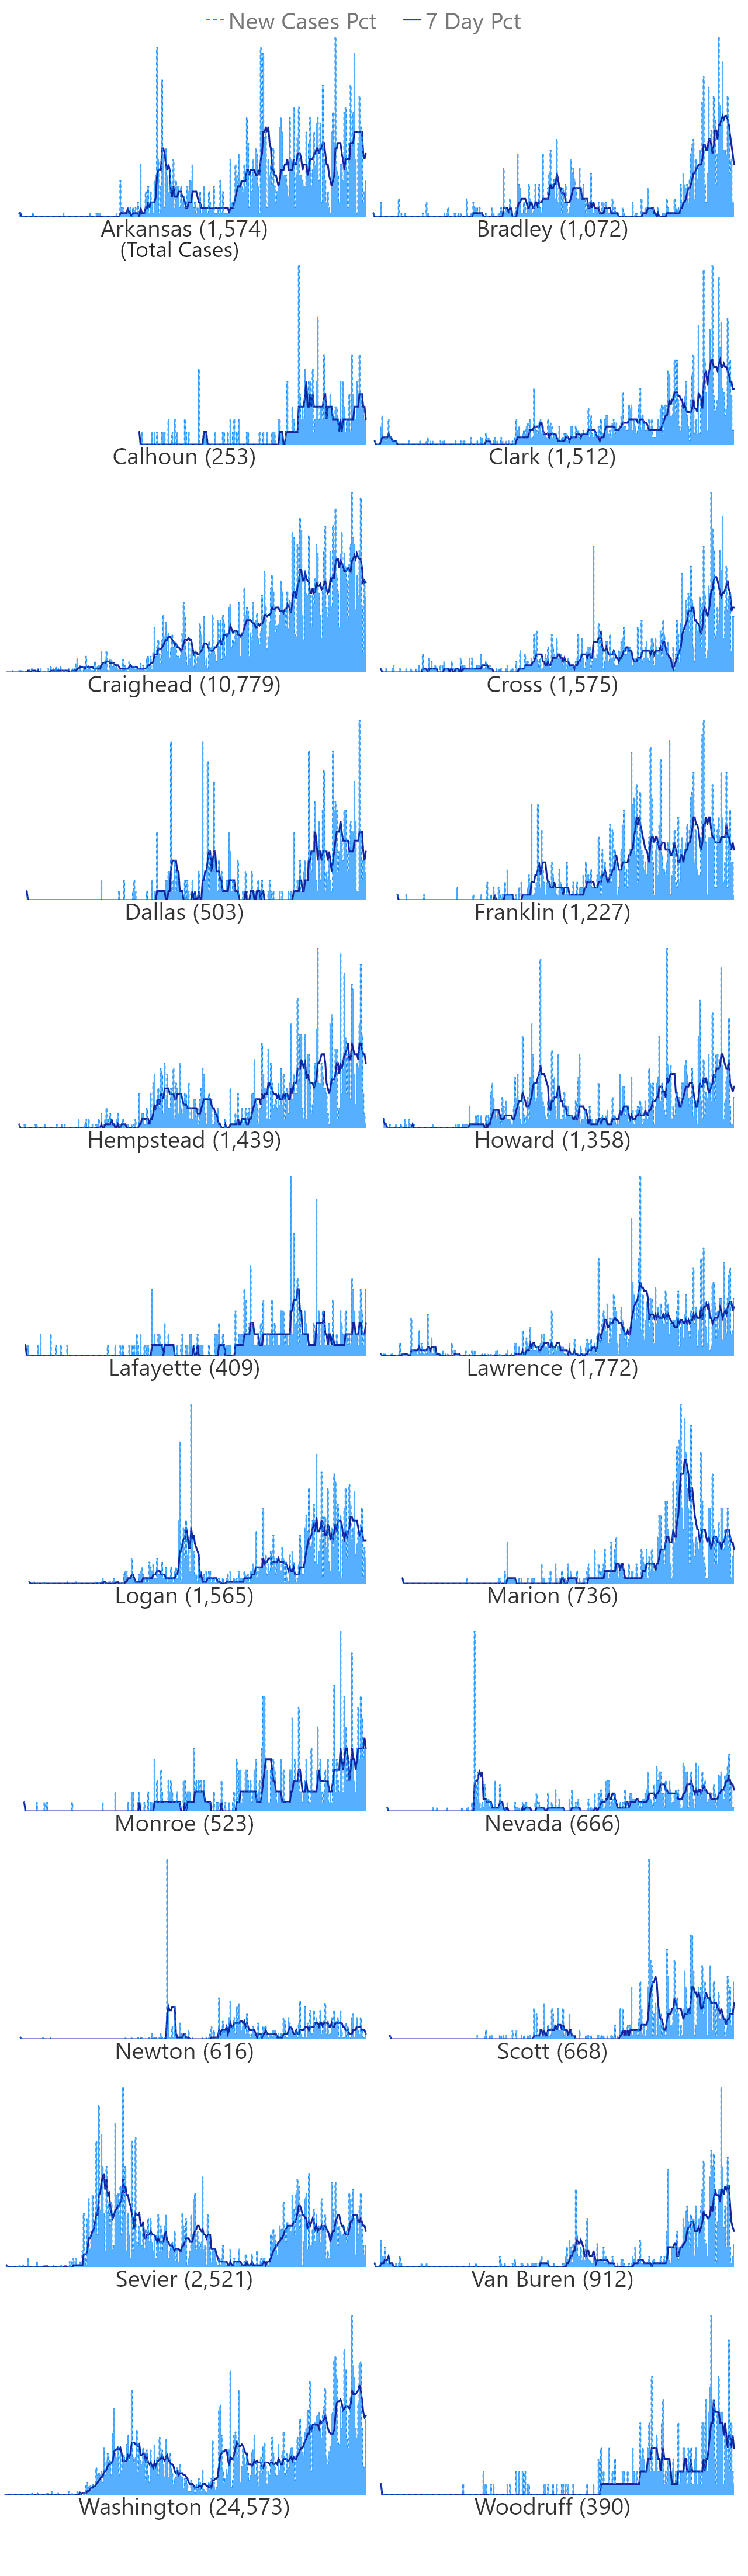 New Cases Pct 7 Day Pct
Arkansas (1,574) Bradley (1,072)
(Total Cases)
Calhoun (253) Clark (1,512)
Craighead (10,779) Cross (1,575)
Dallas (503) Franklin (1,227)
Hempstead (1,439) Howard (1,358)
Lafayette (409) Lawrence (1,772)
Logan (1,565) Marion (736)
Monroe (523) Nevada (666)
Newton (616) Scott (668)
Sevier (2,521) Van Buren (912)
Washington (24,573) Woodruff (390)